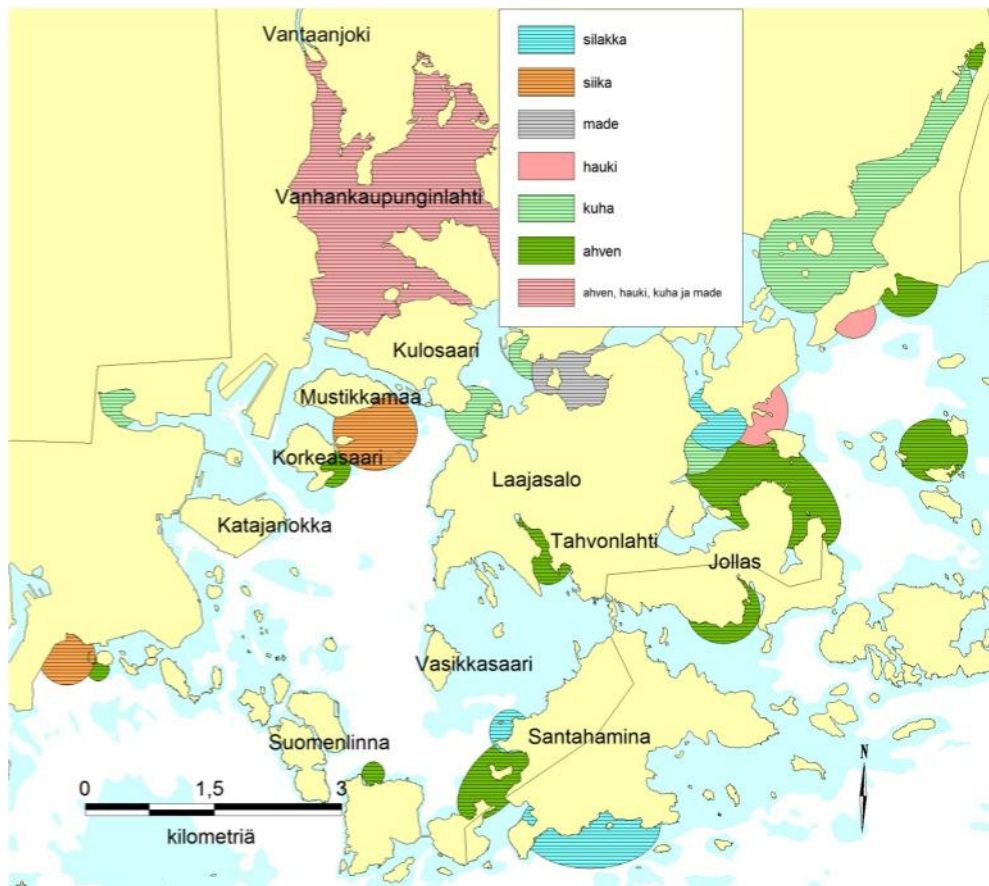 Vantaanjoki
silakka
siika
made
hauki
Vanhankaupunginlahti
kuha
ahven
ahven, hauki, kuha ja made
Kulosaari
Mustikkamaa
Korkeasaari
Laajasalo
Katajanokka
Tahvonlahti
Jollas
Vasikkasaari
Suomenlinna
Santahamina
N
0 1,5 3
kilometriä